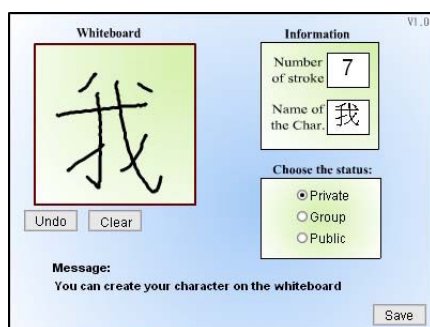 V1.0
Whiteboard
Information
我
Number of stroke
7
Name of the Char.
我
Undo
Clear
Choose the status:
Private
Group
Public
Message:
You can create your character on the whiteboard
Save